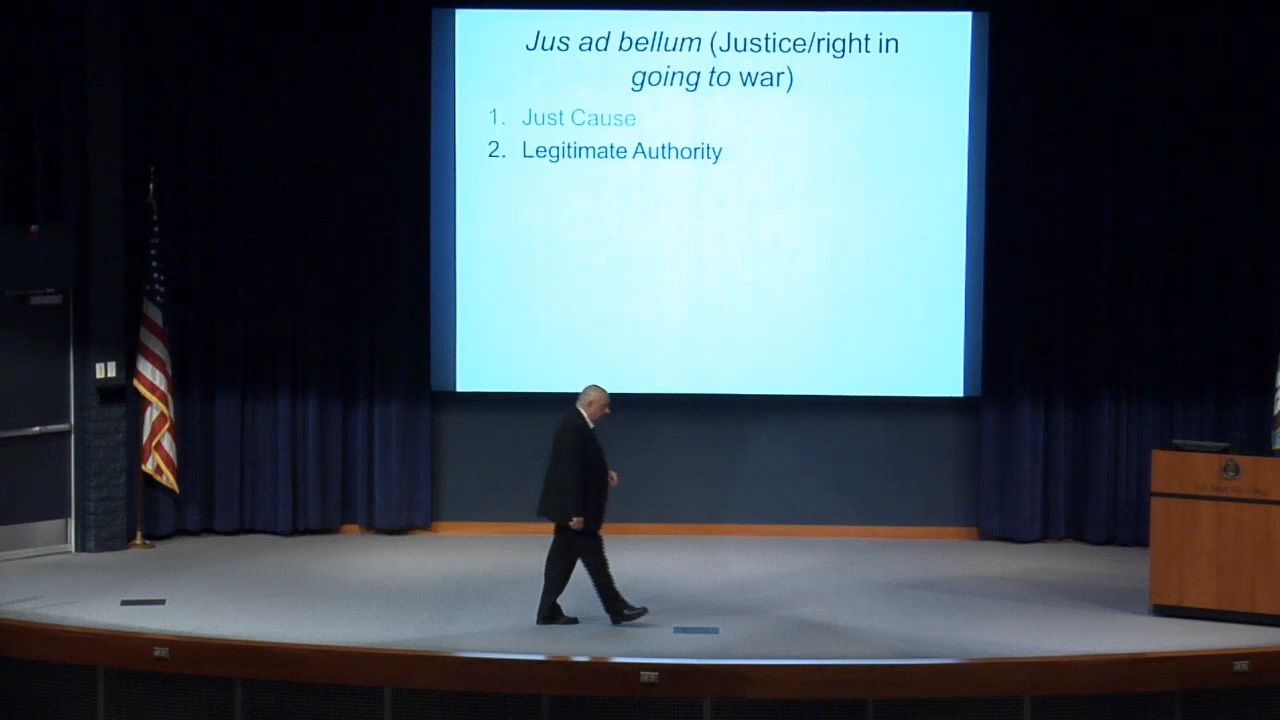 Jus ad bellum (Justice/right in
going to war)
1. Just Cause
2. Legitimate Authority